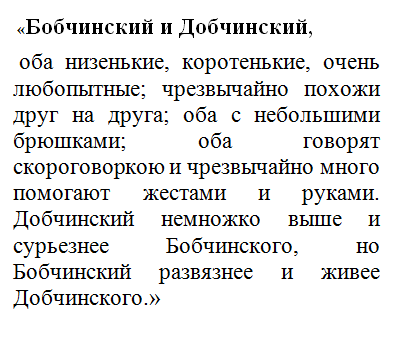 «Бобчинский и Добчинский,
оба низенькие, коротенькие, очень
любопытные; чрезвычайно похожи
друг на друга; оба с небольшими
брюшками; оба говорят
скороговоркою и чрезвычайно много
помогают жестами и руками.
Добчинский немножко выше и
сурьезнее Бобчинского, но
Бобчинский развязнее и живее
Добчинского.»